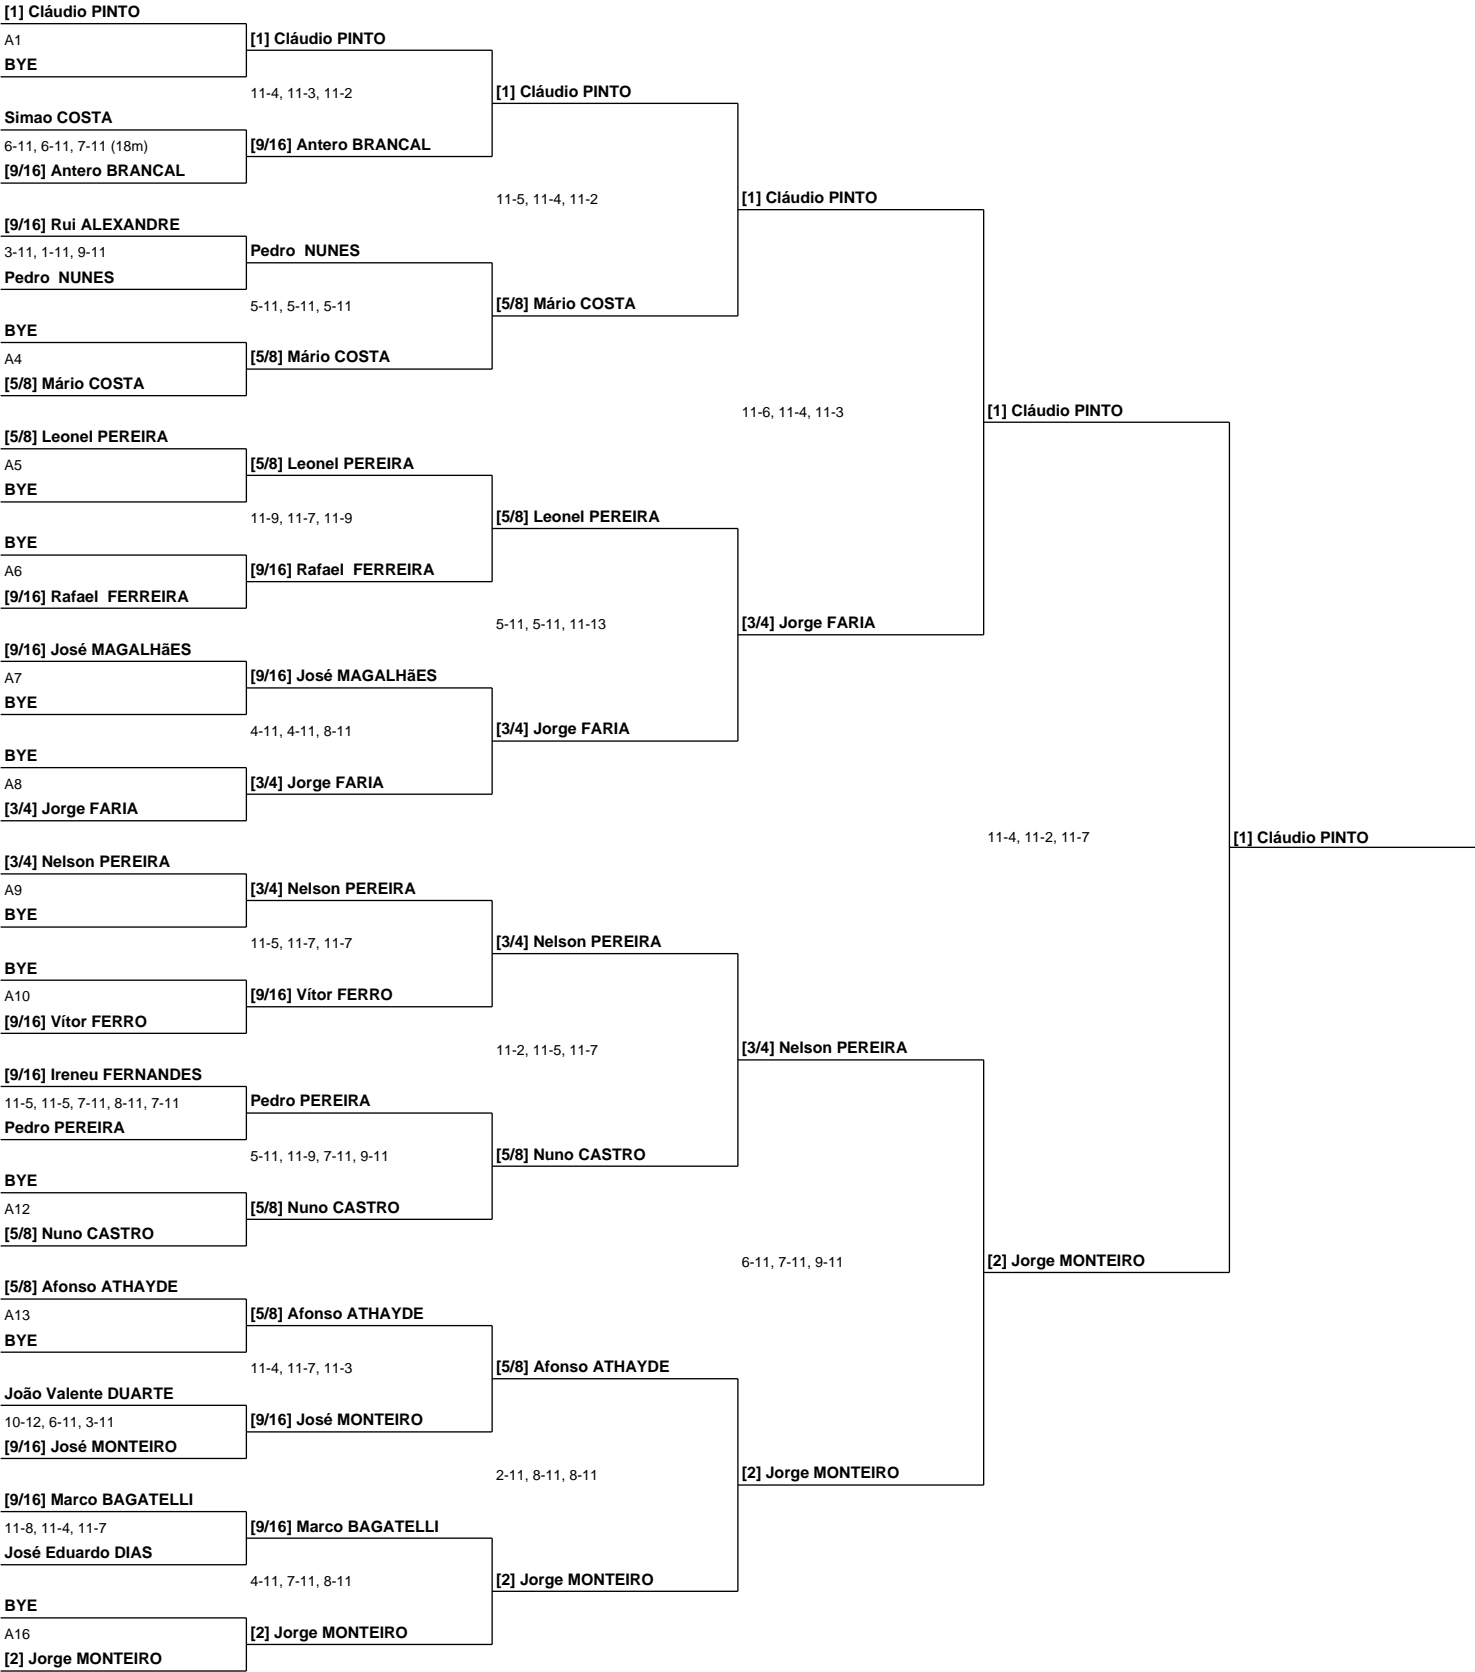 [1] Cláudio PINTO
A1
BYE
Simao COSTA
6-11, 6-11, 7-11 (18m)
[9/16] Antero BRANCAL
[9/16] Rui ALEXANDRE
3-11, 1-11, 9-11
Pedro  NUNES
BYE
A4
[5/8] Mário COSTA
[5/8] Leonel PEREIRA
A5
BYE
BYE
A6
[9/16] Rafael  FERREIRA
[9/16] José MAGALHãES
A7
BYE
BYE
A8
[3/4] Jorge FARIA
[3/4] Nelson PEREIRA
A9
BYE
BYE
A10
[9/16] Vítor FERRO
[9/16] Ireneu FERNANDES
11-5, 11-5, 7-11, 8-11, 7-11
Pedro PEREIRA
BYE
A12
[5/8] Nuno CASTRO
[5/8] Afonso ATHAYDE
A13
BYE
João Valente DUARTE
10-12, 6-11, 3-11
[9/16] José MONTEIRO
[9/16] Marco BAGATELLI
11-8, 11-4, 11-7
José Eduardo DIAS
BYE
A16
[2] Jorge MONTEIRO
[1] Cláudio PINTO
11-4, 11-3, 11-2
[9/16] Antero BRANCAL
Pedro  NUNES
5-11, 5-11, 5-11
[5/8] Mário COSTA
[5/8] Leonel PEREIRA
11-9, 11-7, 11-9
[9/16] Rafael  FERREIRA
[9/16] José MAGALHãES
4-11, 4-11, 8-11
[3/4] Jorge FARIA
[3/4] Nelson PEREIRA
11-5, 11-7, 11-7
[9/16] Vítor FERRO
Pedro PEREIRA
5-11, 11-9, 7-11, 9-11
[5/8] Nuno CASTRO
[5/8] Afonso ATHAYDE
11-4, 11-7, 11-3
[9/16] José MONTEIRO
[9/16] Marco BAGATELLI
4-11, 7-11, 8-11
[2] Jorge MONTEIRO
[1] Cláudio PINTO
11-5, 11-4, 11-2
[5/8] Mário COSTA
[5/8] Leonel PEREIRA
5-11, 5-11, 11-13
[3/4] Jorge FARIA
[3/4] Nelson PEREIRA
11-2, 11-5, 11-7
[5/8] Nuno CASTRO
[5/8] Afonso ATHAYDE
2-11, 8-11, 8-11
[2] Jorge MONTEIRO
[1] Cláudio PINTO
11-6, 11-4, 11-3
[3/4] Jorge FARIA
[3/4] Nelson PEREIRA
6-11, 7-11, 9-11
[2] Jorge MONTEIRO
[1] Cláudio PINTO
11-4, 11-2, 11-7
[2] Jorge MONTEIRO
[1] Cláudio PINTO